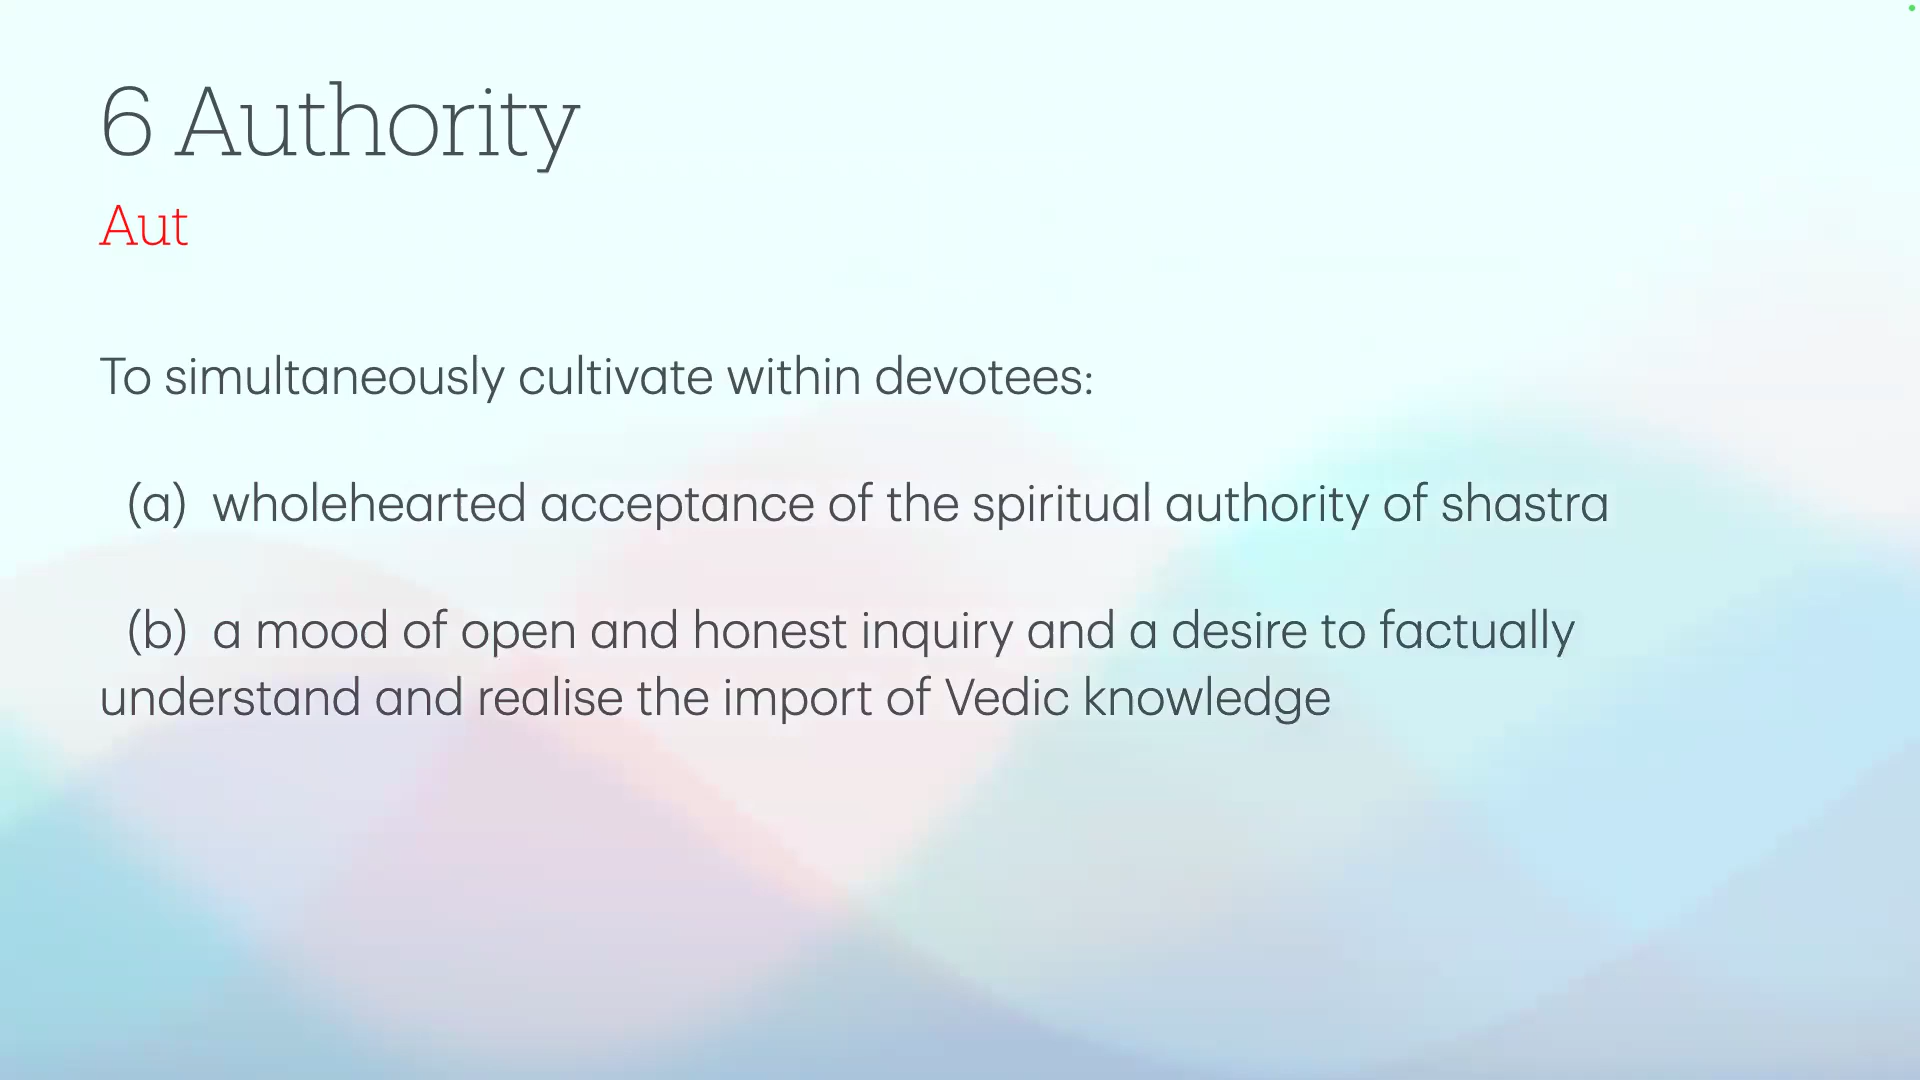 6 Authority
Aut
To simultaneously cultivate within devotees:
(a) wholehearted acceptance of the spiritual authority of shastra
(b) a mood of open and honest inquiry and a desire to factually
understand and realise the import of Vedic knowledge